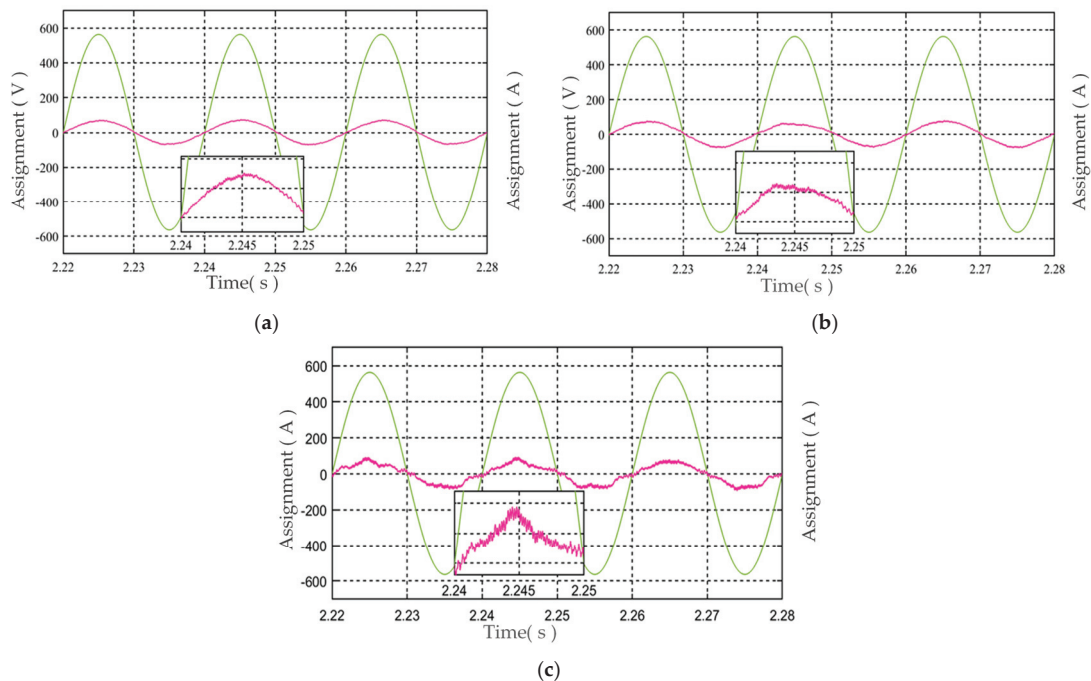 600
400
200
0
-200
-400
-600
Assignment ( V )
Assignment ( A )
2.24 2.245 2.25
2.22 2.23 2.24 2.25 2.26 2.27 2.28
Time( s )
(a)
600
400
200
0
-200
-400
-600
Assignment ( V )
Assignment ( A )
2.24 2.245 2.25
2.22 2.23 2.24 2.25 2.26 2.27 2.28
Time( s )
(b)
600
400
200
0
-200
-400
-600
Assignment ( A )
Assignment ( A )
2.24 2.245 2.25
2.22 2.23 2.24 2.25 2.26 2.27 2.28
Time( s )
(c)